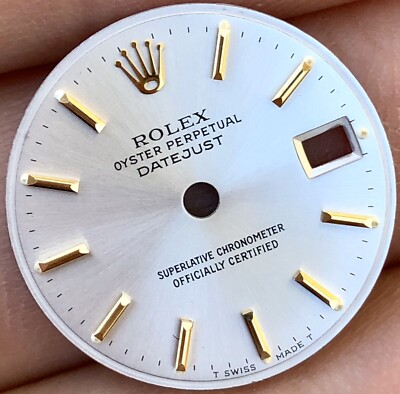 ROLEX
OYSTER PERPETUAL
DATEJUST
SUPERLATIVE CHRONOMETER
OFFICIALLY CERTIFIED
T SWISS MADE T